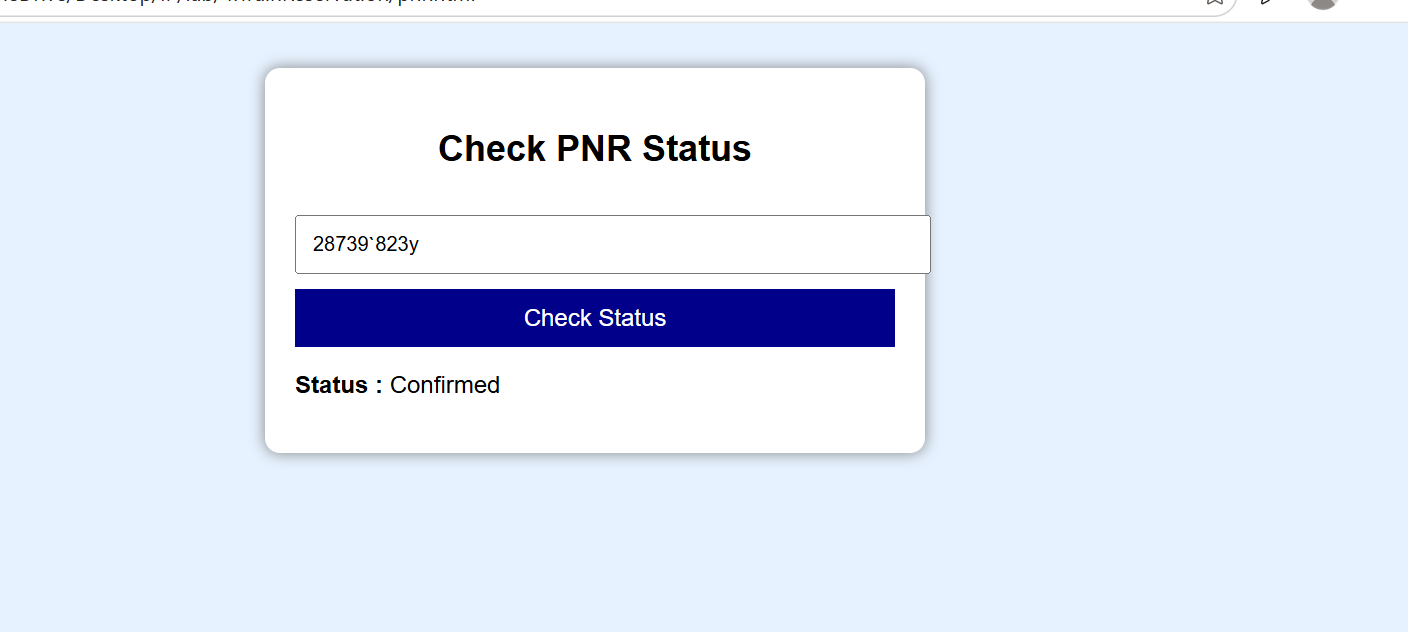 Check PNR Status
28739`823y
Check Status
Status : Confirmed